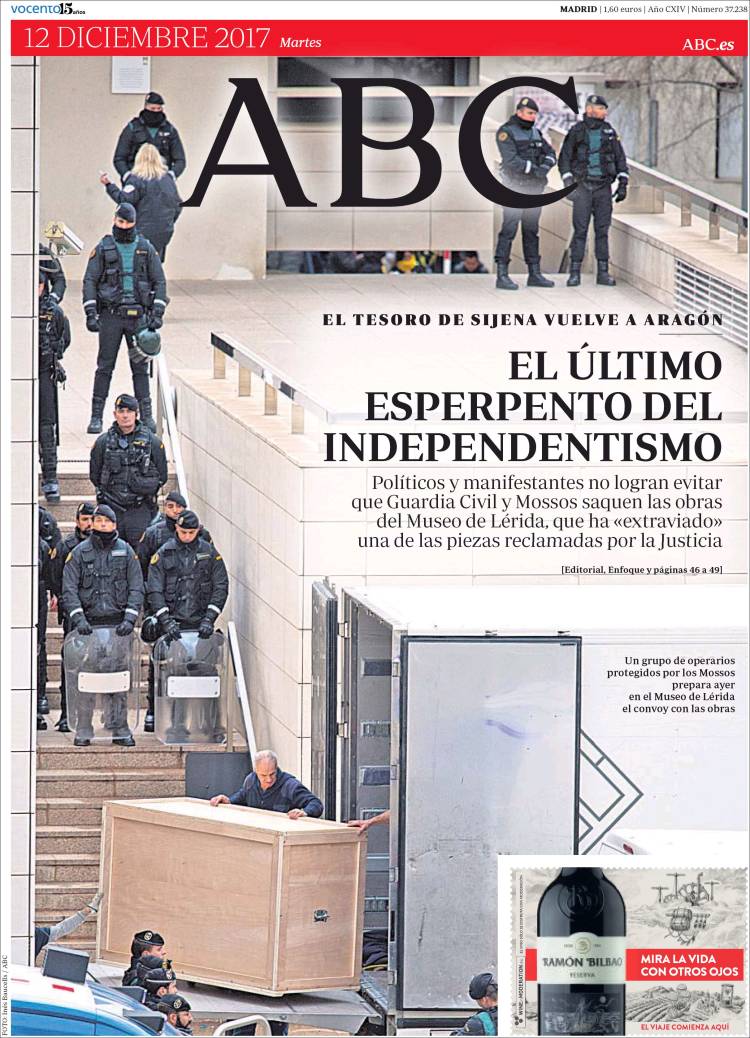 vocento 15 años
MADRID | 1,60 euros | Año CXIV | Número 37.238
12 DICIEMBRE 2017 Martes
ABC.es
ABC
EL TESORO DE SIJENA VUELVE A ARAGÓN
EL ÚLTIMO
ESPERPENTO DEL
INDEPENDENTISMO
Políticos y manifestantes no logran evitar
que Guardia Civil y Mossos saquen las obras
del Museo de Lérida, que ha «extraviado»
una de las piezas reclamadas por la Justicia
[Editorial, Enfoque y páginas 46 a 49]
Un grupo de operarios
protegidos por los Mossos
prepara ayer
en el Museo de Lérida
el convoy con las obras
FOTO: Inés Baucells / ABC
RAMÓN BILBAO
RESERVA
MIRA LA VIDA
CON OTROS OJOS
EL VIAJE COMIENZA AQUÍ